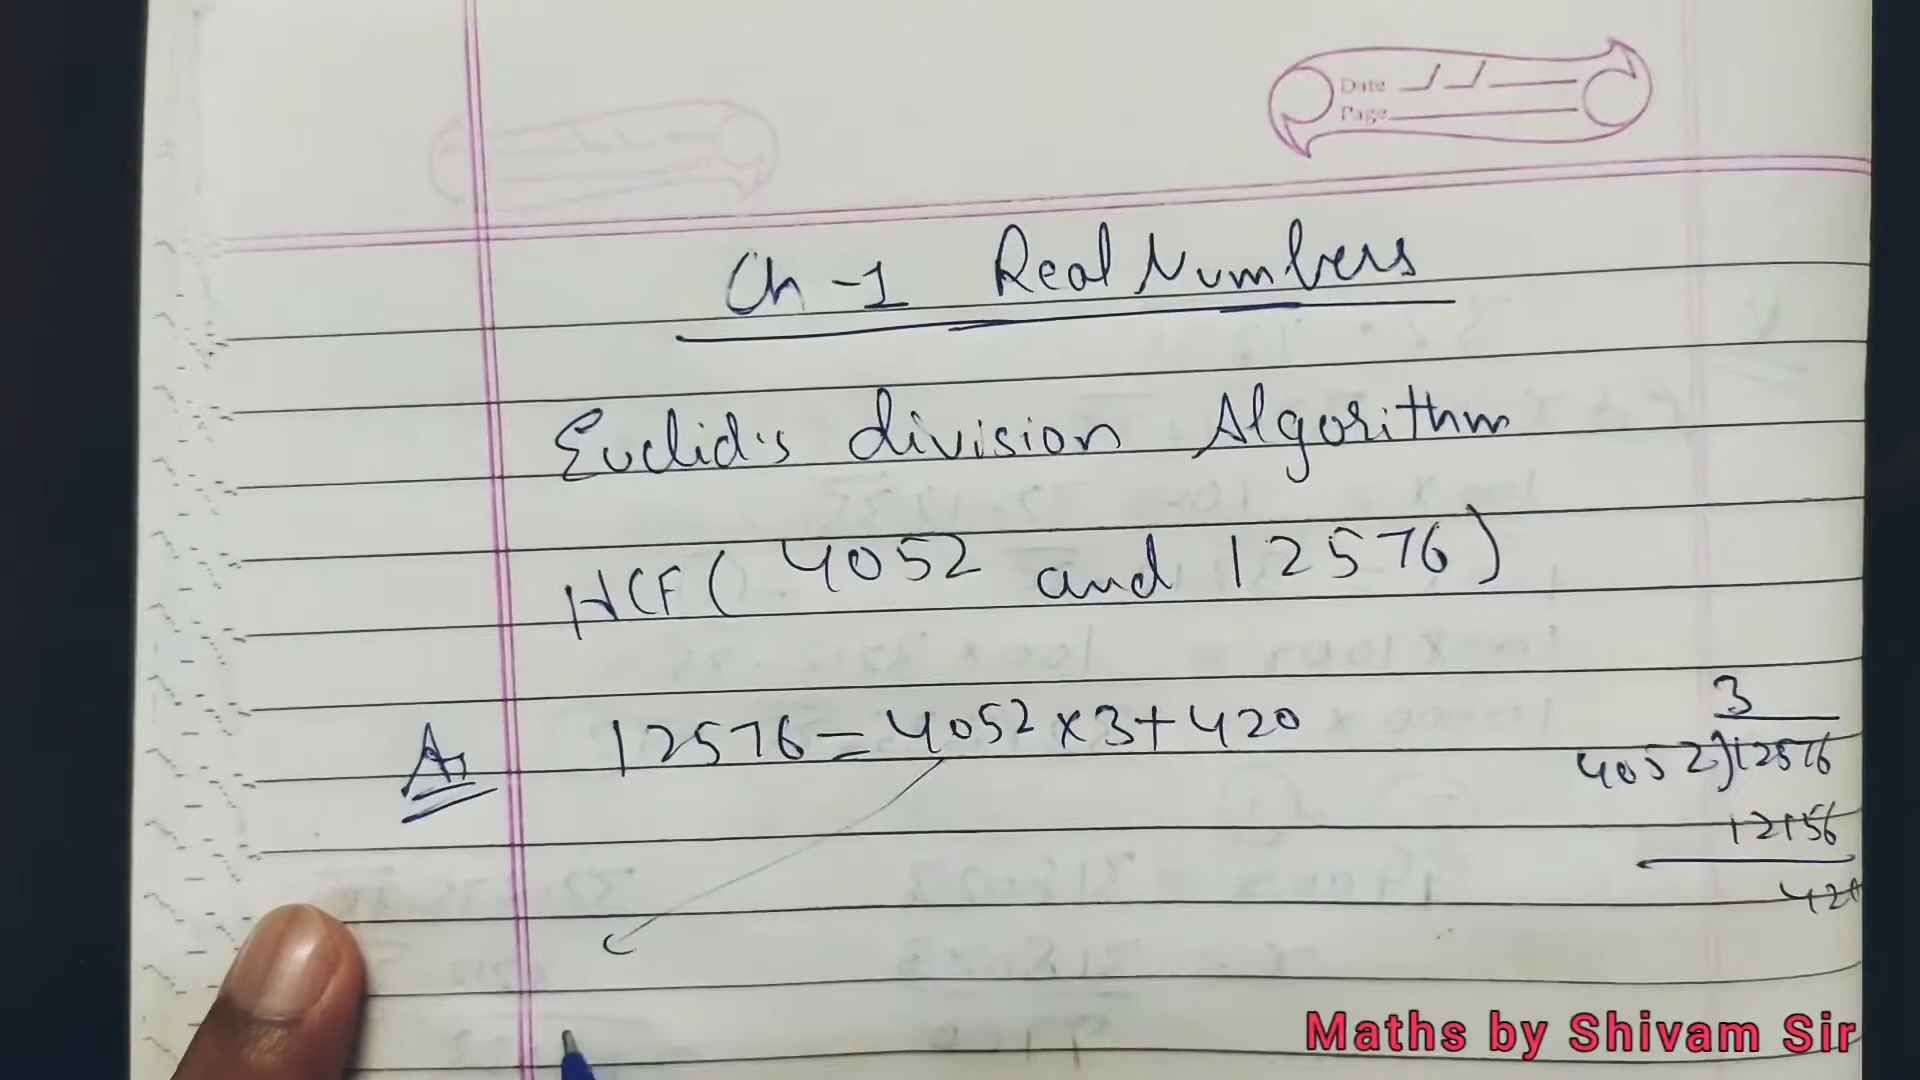 Date
Page
Ch-1 Real Numbers
Euclid's division Algorithm
HCF( 4052 and 12576)
A, 12576=4052×3+420
3
4052)12576
12156
420
Maths by Shivam Sir